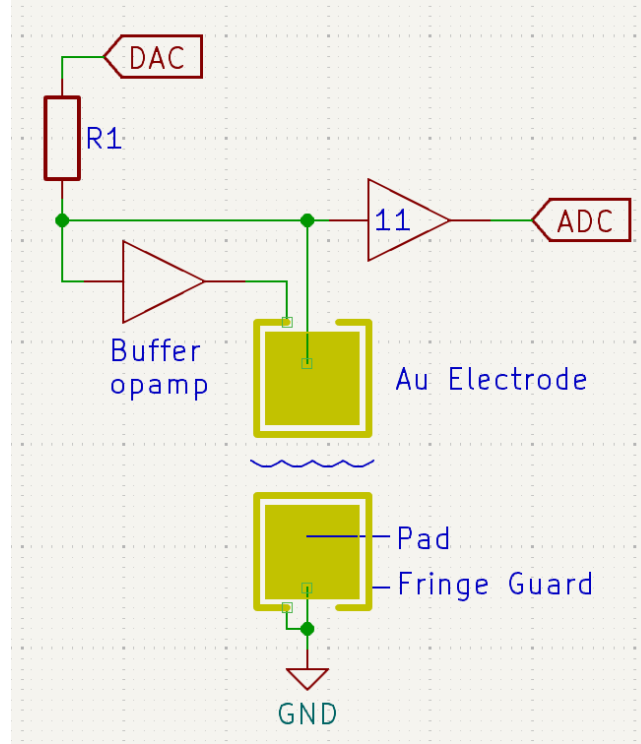 DAC
R1
11
ADC
Buffer
opamp
Au Electrode
Pad
Fringe Guard
GND